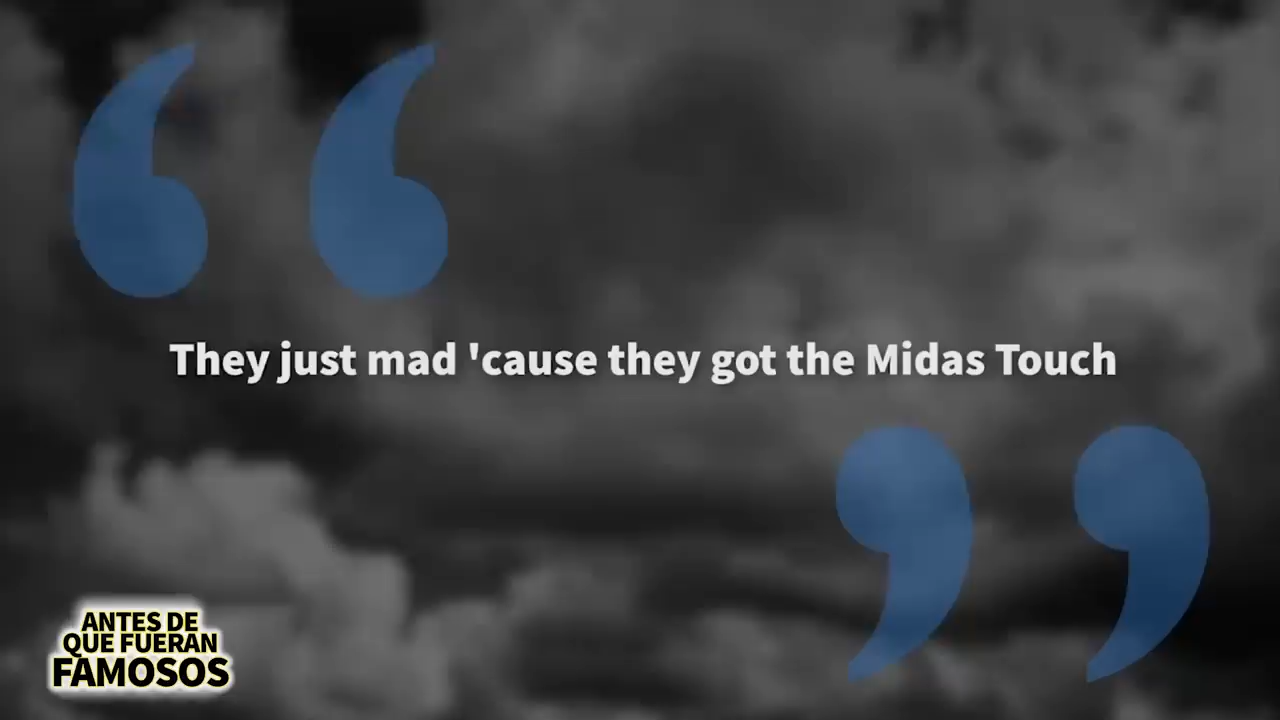 They just mad 'cause they got the Midas Touch
ANTES DE
QUE FUERAN
FAMOSOS